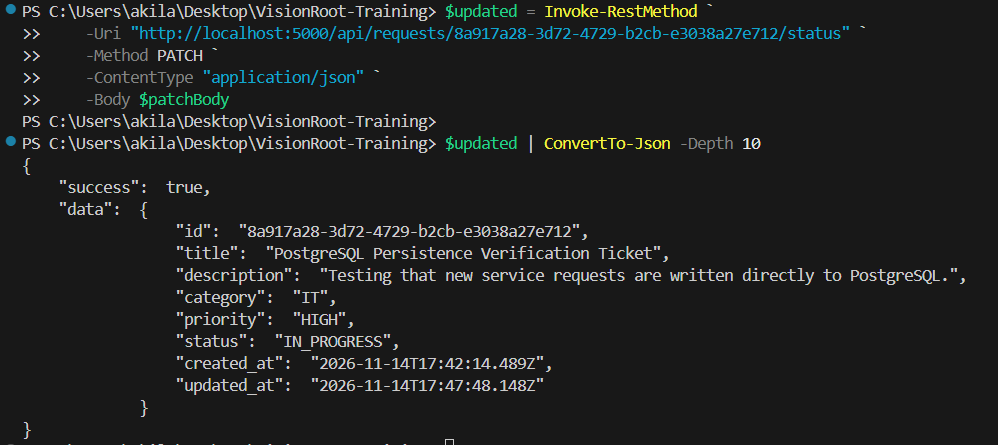 PS C:\Users\akila\Desktop\VisionRoot-Training> $updated = Invoke-RestMethod `
>>     -Uri "http://localhost:5000/api/requests/8a917a28-3d72-4729-b2cb-e3038a27e712/status" `
>>     -Method PATCH `
>>     -ContentType "application/json" `
>>     -Body $patchBody
PS C:\Users\akila\Desktop\VisionRoot-Training>
PS C:\Users\akila\Desktop\VisionRoot-Training> $updated | ConvertTo-Json -Depth 10
{
    "success":  true,
    "data":  {
                 "id":  "8a917a28-3d72-4729-b2cb-e3038a27e712",
                 "title":  "PostgreSQL Persistence Verification Ticket",
                 "description":  "Testing that new service requests are written directly to PostgreSQL.",
                 "category":  "IT",
                 "priority":  "HIGH",
                 "status":  "IN_PROGRESS",
                 "created_at":  "2026-11-14T17:42:14.489Z",
                 "updated_at":  "2026-11-14T17:47:48.148Z"
             }
}